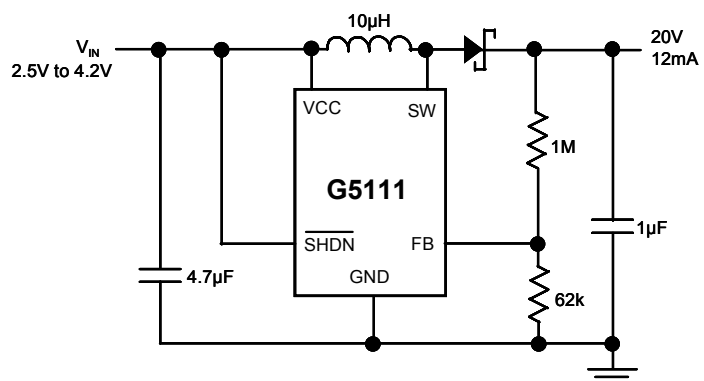 10µH
V_IN
2.5V to 4.2V
20V
12mA
VCC
SW
1M
G5111
SHDN
FB
1µF
4.7µF
GND
62k